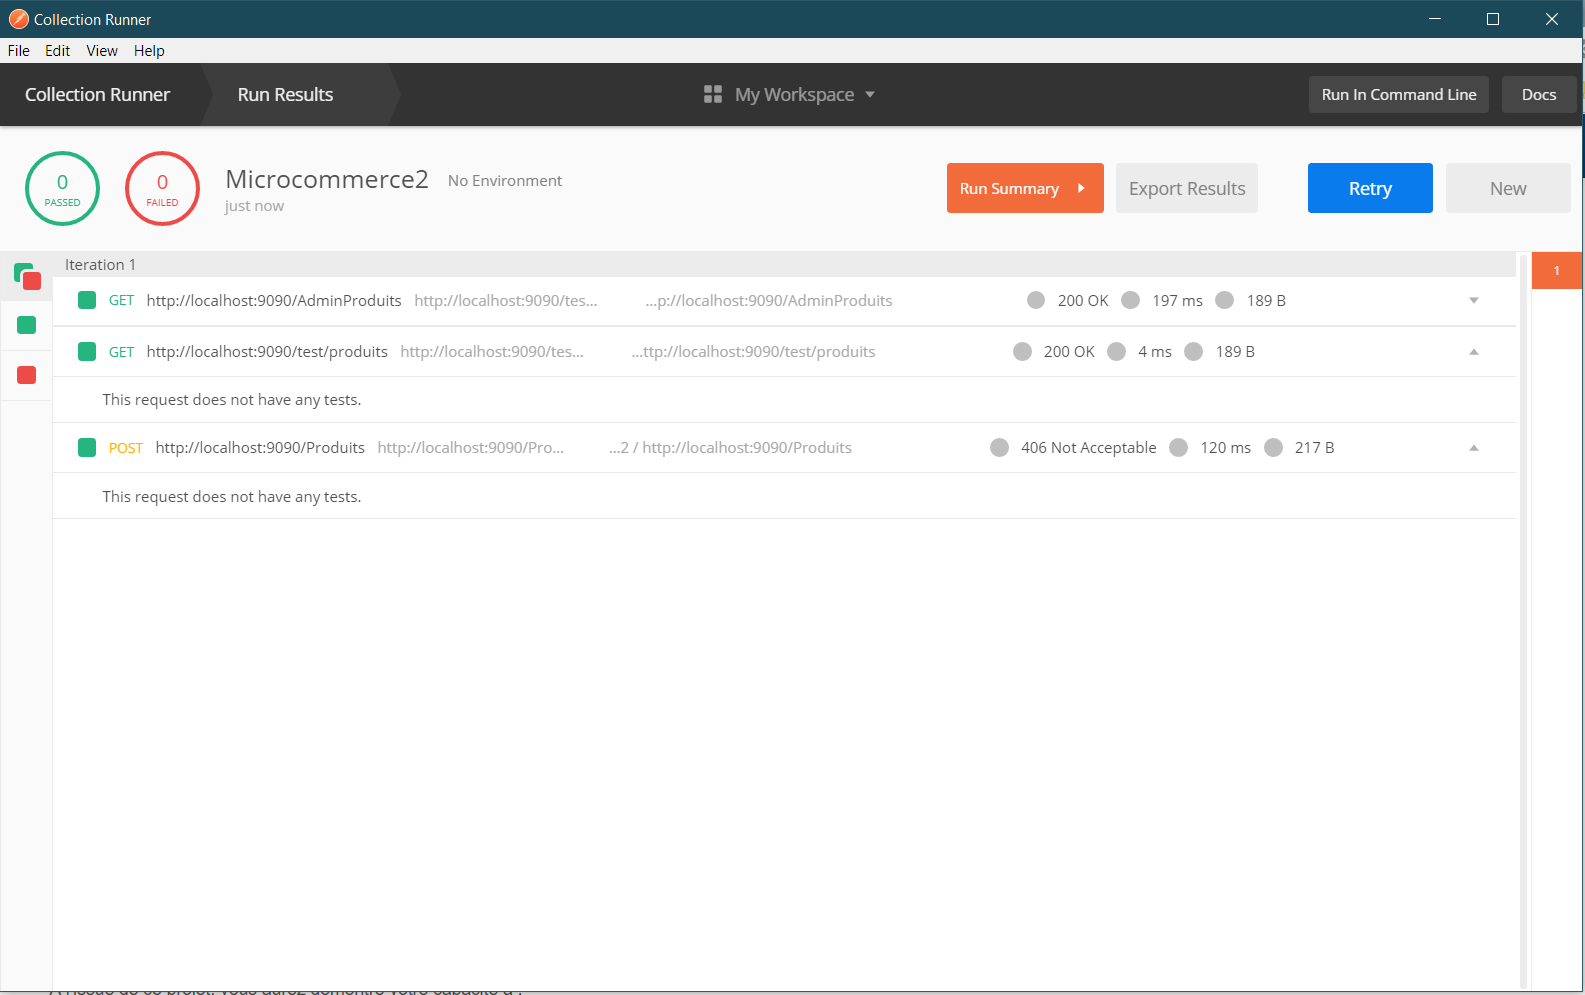 Collection Runner
File Edit View Help
Collection Runner Run Results My Workspace Run In Command Line Docs
0 PASSED
0 FAILED
Microcommerce2 No Environment
just now
Run Summary Export Results Retry New
Iteration 1
1
GET http://localhost:9090/AdminProduits http://localhost:9090/tes... ...p://localhost:9090/AdminProduits 200 OK 197 ms 189 B
GET http://localhost:9090/test/produits http://localhost:9090/tes... ...ttp://localhost:9090/test/produits 200 OK 4 ms 189 B
This request does not have any tests.
POST http://localhost:9090/Produits http://localhost:9090/Pro... ...2 / http://localhost:9090/Produits 406 Not Acceptable 120 ms 217 B
This request does not have any tests.